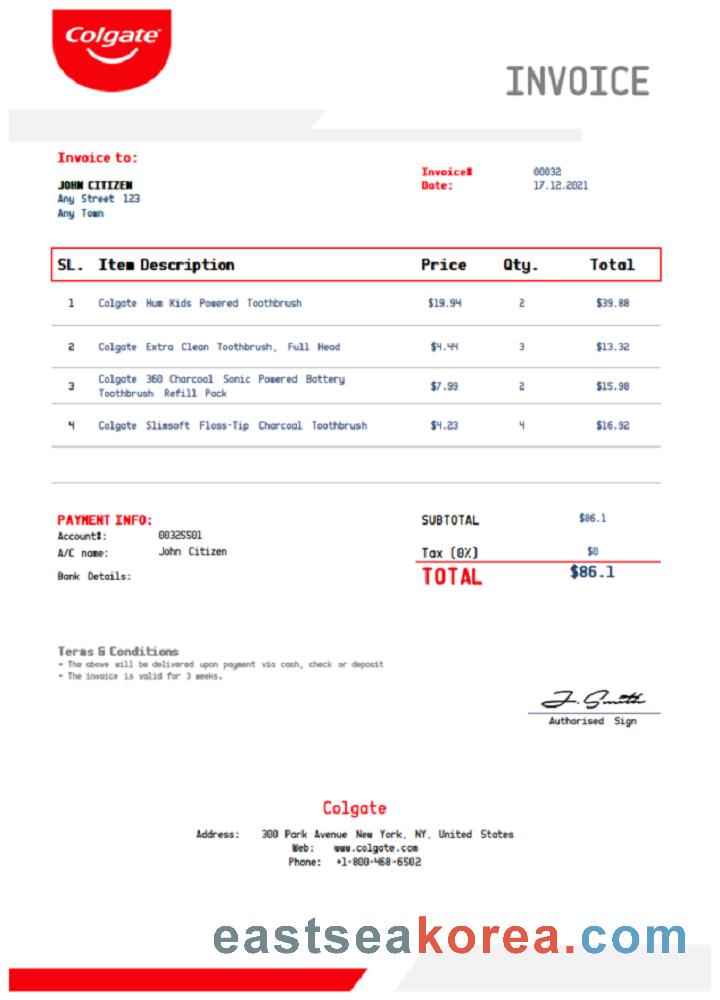 Colgate
INVOICE
Invoice to:
JOHN CITIZEN
Any Street 123
Any Town
Invoice# 00032
Date: 17.12.2021
SL. Item Description Price Qty. Total
1 Colgate Hum Kids Powered Toothbrush $19.94 2 $39.88
2 Colgate Extra Clean Toothbrush, Full Head $4.44 3 $13.32
3 Colgate 360 Charcoal Sonic Powered Battery
Toothbrush Refill Pack $7.99 2 $15.98
4 Colgate Slimsoft Floss-Tip Charcoal Toothbrush $4.23 4 $16.92
PAYMENT INFO:
Account#: 00325501
A/C name: John Citizen
Bank Details:
SUBTOTAL $86.1
Tax (0%) $0
TOTAL $86.1
Terms & Conditions
- The above will be delivered upon payment via cash, check or deposit
- The invoice is valid for 3 weeks.
J. Smith
Authorised Sign
Colgate
Address: 300 Park Avenue New York, NY, United States
Web: www.colgate.com
Phone: +1-800-468-6502
eastseakorea.com